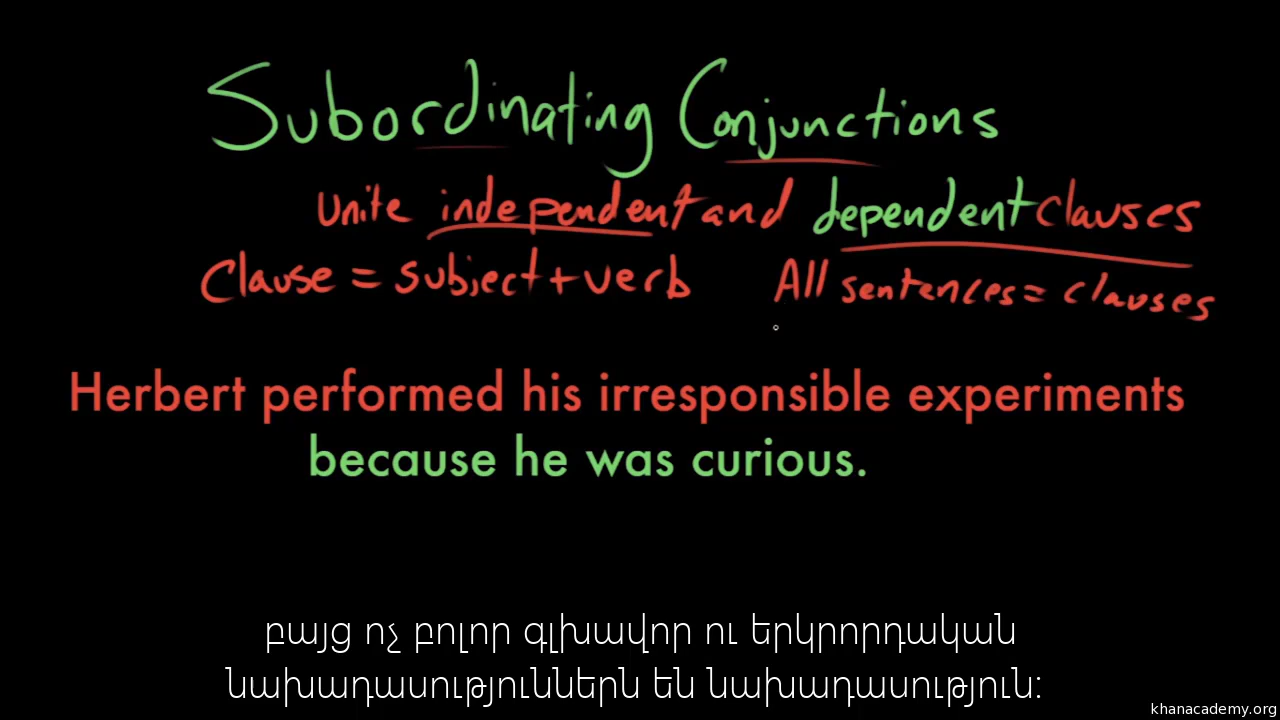 Subordinating Conjunctions
unite independent and dependent clauses
Clause = subject + verb All sentences = clauses
Herbert performed his irresponsible experiments
because he was curious.
բայց ոչ բոլոր գլխավոր ու երկրորդական
նախադասություններն են նախադասություն:
khanacademy.org